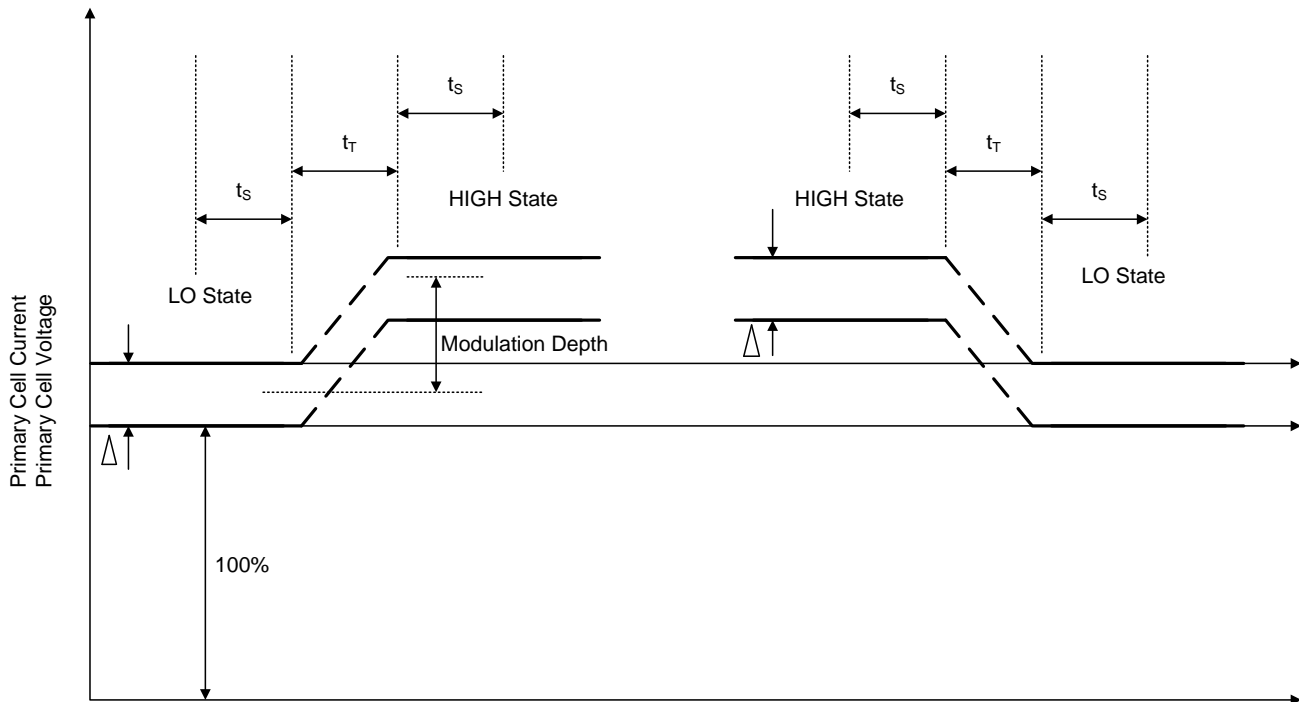 tS
tS
tT
tT
tS
tS
HIGH State
HIGH State
LO State
LO State
Modulation Depth
Δ
Δ
100%
Primary Cell Current
Primary Cell Voltage